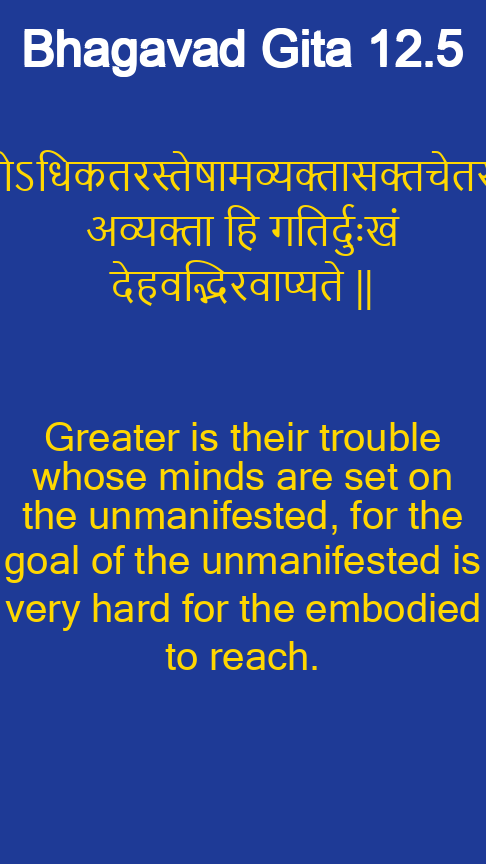 Bhagavad Gita 12.5
ोऽधिकतरस्तेषामव्यक्तासक्तचेतस
अव्यक्ता हि गतिर्दुःखं
देहवद्भिरवाप्यते ||
Greater is their trouble
whose minds are set on
the unmanifested, for the
goal of the unmanifested is
very hard for the embodied
to reach.